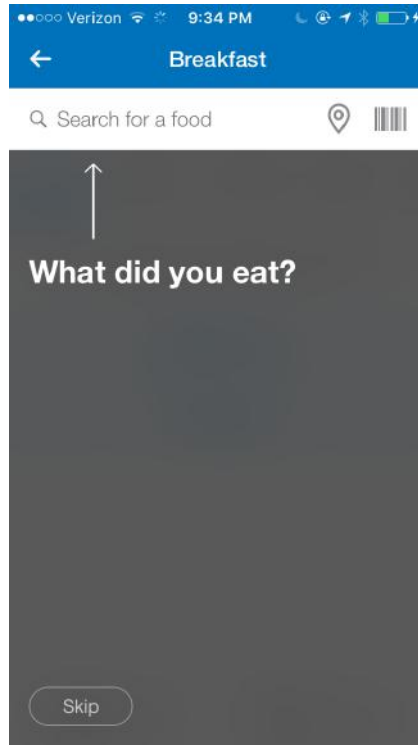 Verizon 9:34 PM
Breakfast
Search for a food
What did you eat?
Skip